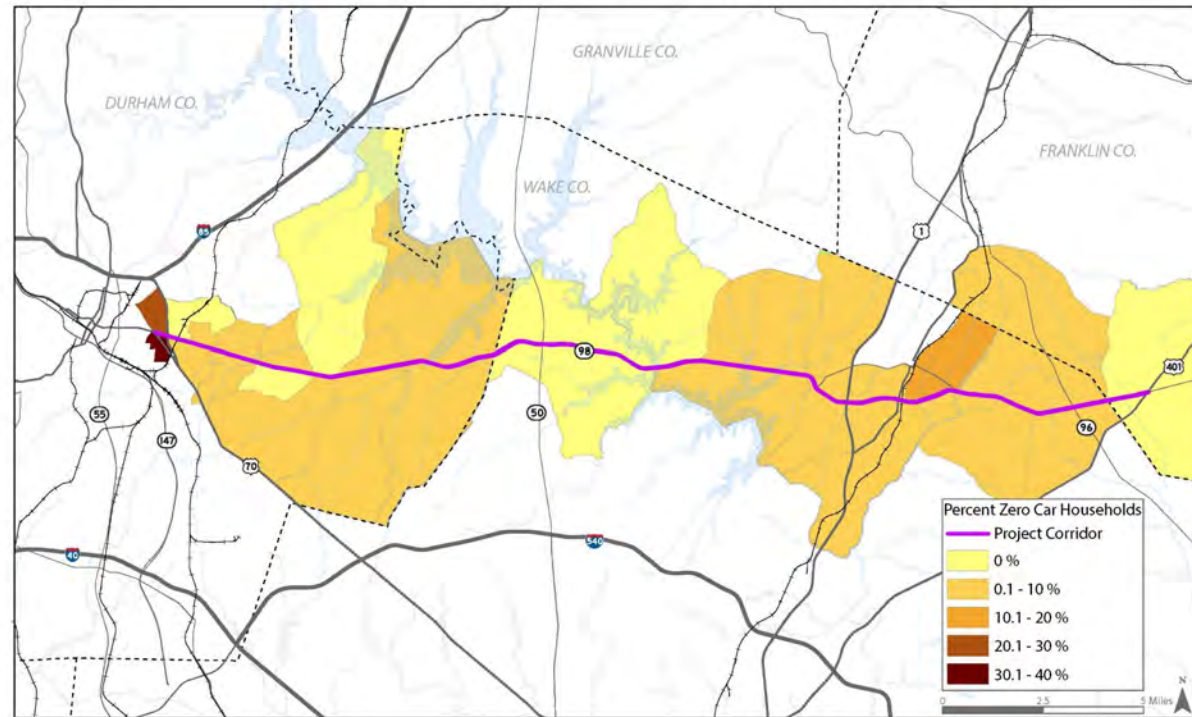 GRANVILLE CO.
DURHAM CO.
FRANKLIN CO.
WAKE CO.
1
85
98
401
50
55
96
147
70
540
40
Percent Zero Car Households
Project Corridor
0 %
0.1 - 10 %
10.1 - 20 %
20.1 - 30 %
30.1 - 40 %
N
0 2.5 5 Miles